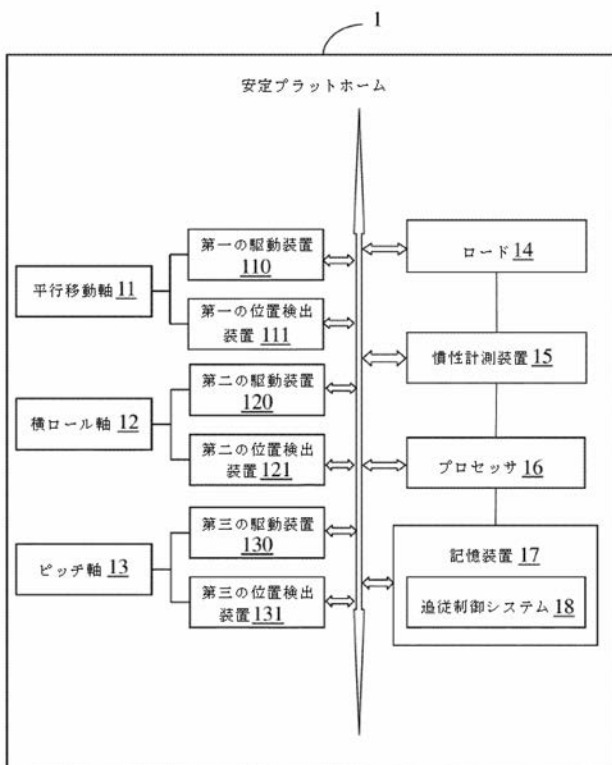 1
安定プラットホーム
第一の駆動装置
110
平行移動軸 11
第一の位置検出
装置 111
第二の駆動装置
120
横ロール軸 12
第二の位置検出
装置 121
第三の駆動装置
130
ピッチ軸 13
第三の位置検出
装置 131
ロード 14
慣性計測装置 15
プロセッサ 16
記憶装置 17
追従制御システム 18